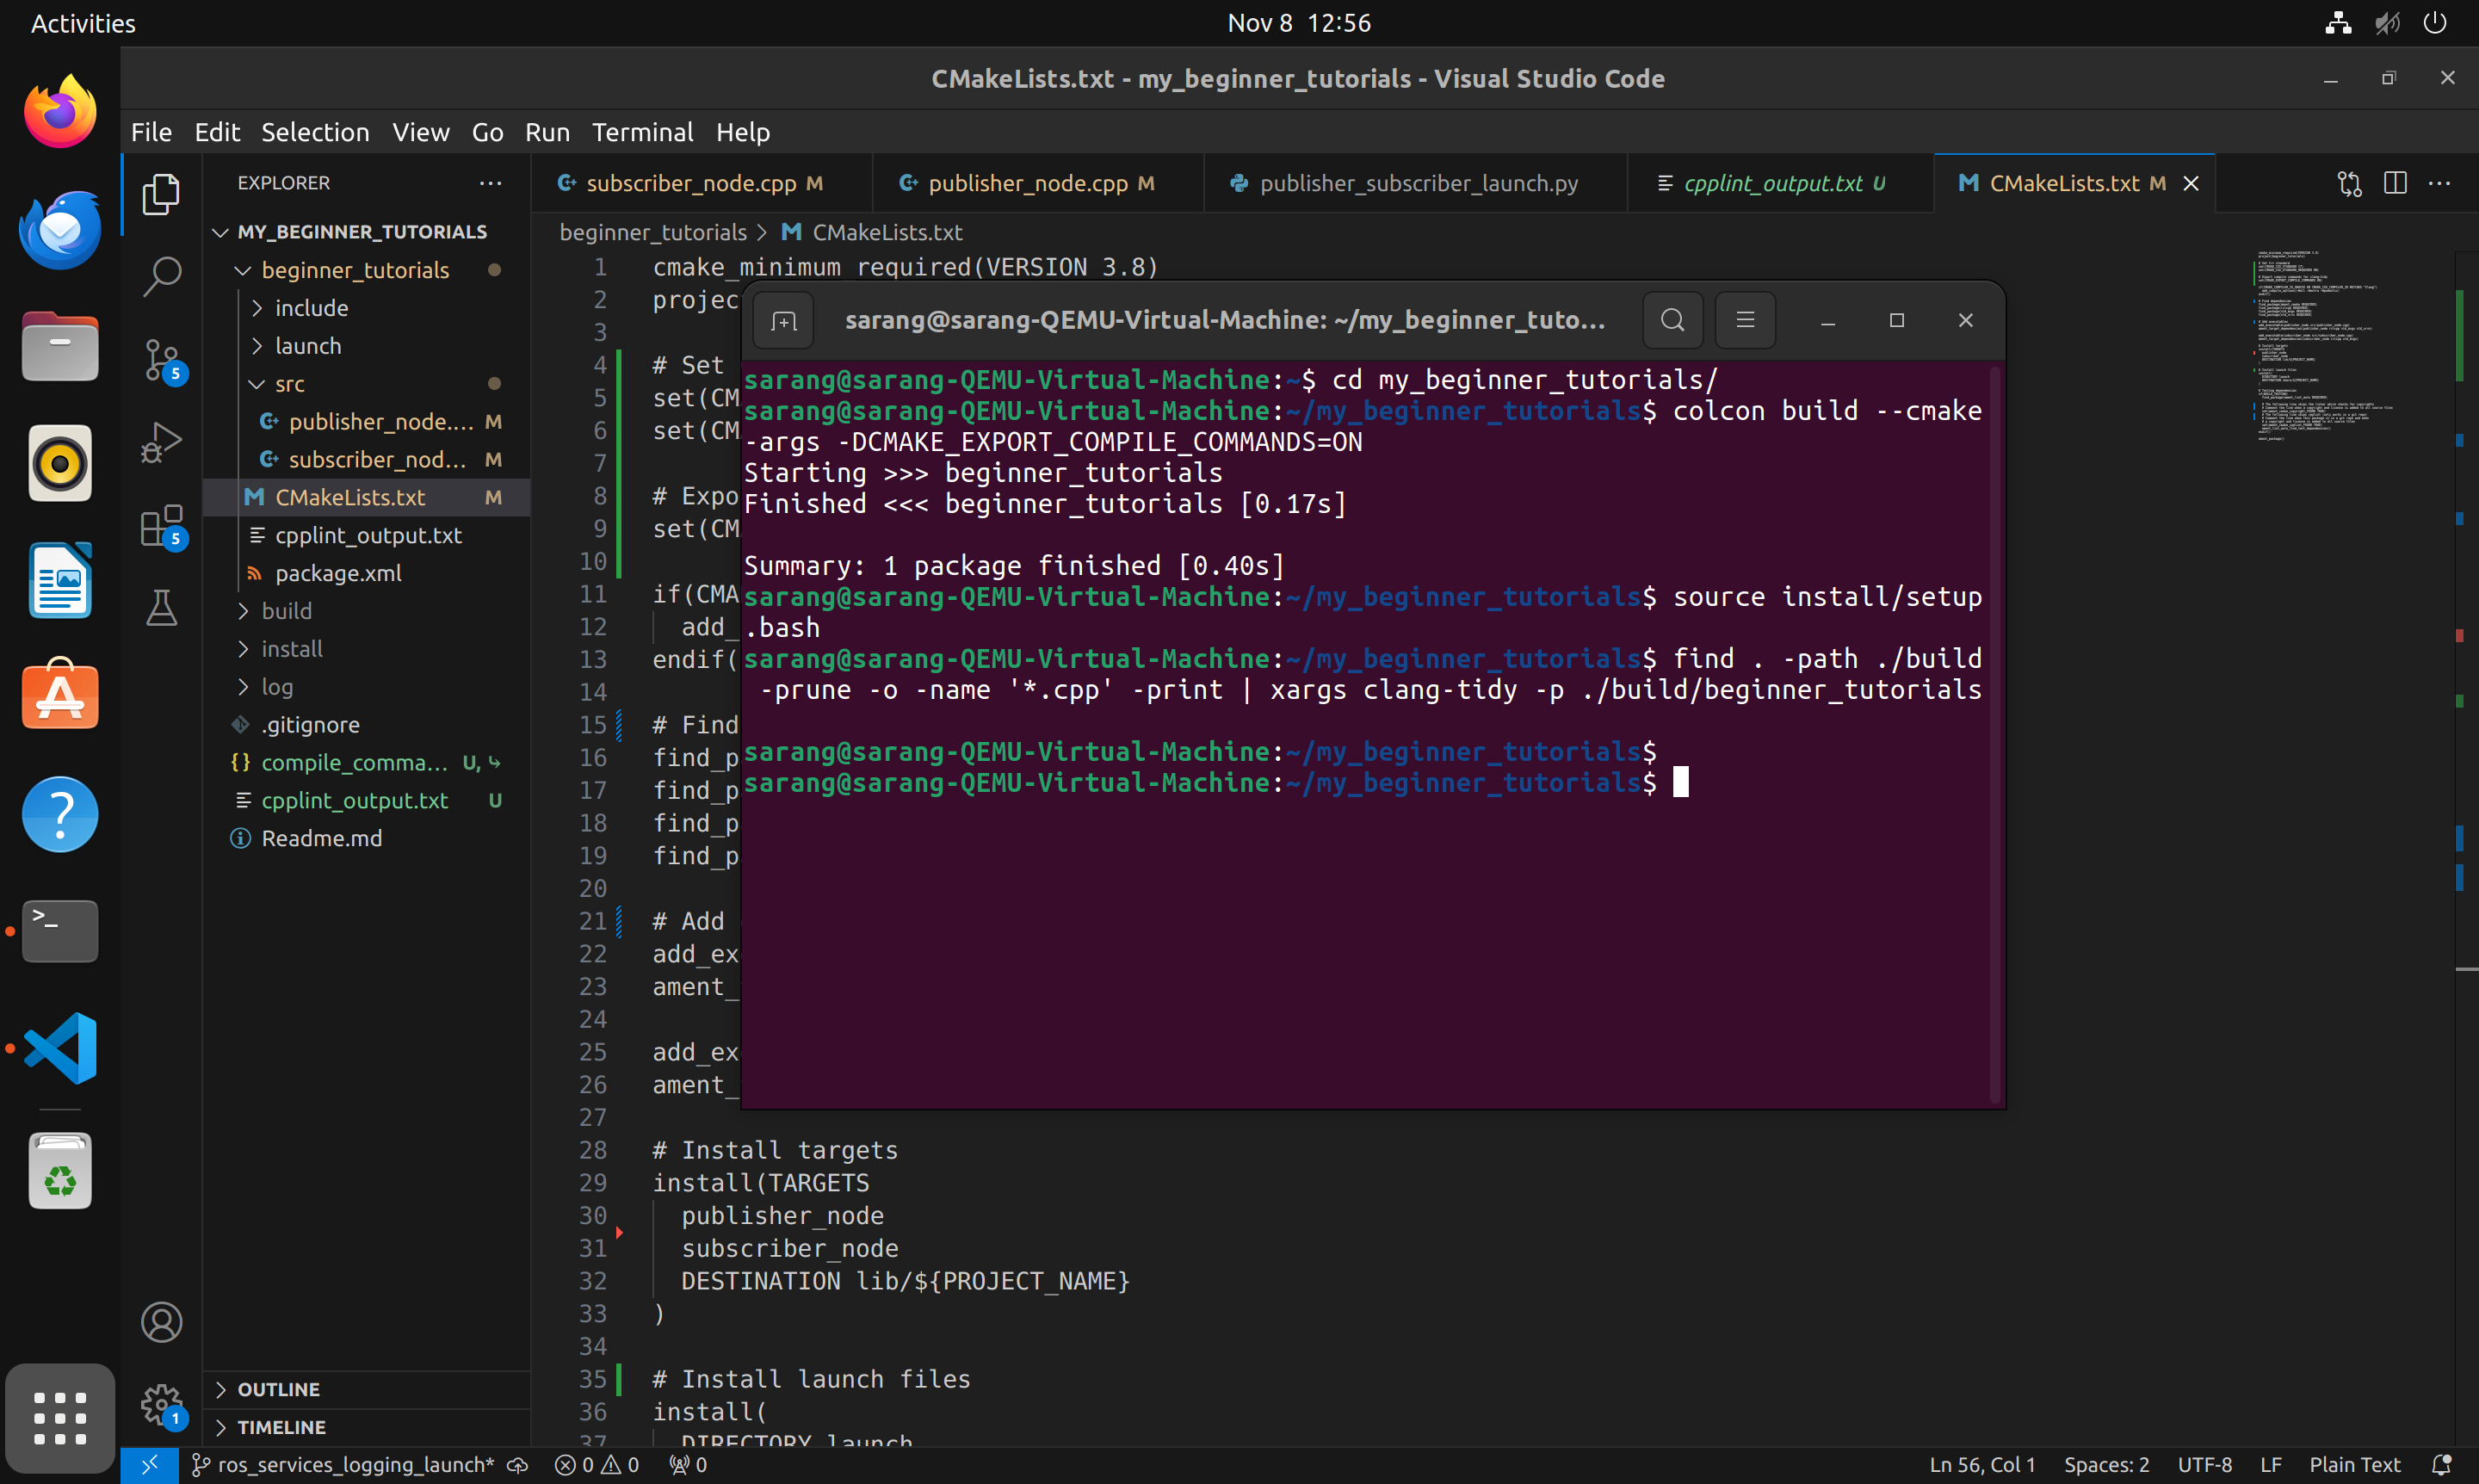 Activities
Nov 8 12:56
CMakeLists.txt - my_beginner_tutorials - Visual Studio Code
File Edit Selection View Go Run Terminal Help
EXPLORER
subscriber_node.cpp M
publisher_node.cpp M
publisher_subscriber_launch.py
cpplint_output.txt U
CMakeLists.txt M
MY_BEGINNER_TUTORIALS
beginner_tutorials
include
launch
src
publisher_node.... M
subscriber_nod... M
CMakeLists.txt M
cpplint_output.txt
package.xml
build
install
log
.gitignore
compile_comma... U,
cpplint_output.txt U
Readme.md
OUTLINE
TIMELINE
5
5
1
beginner_tutorials > CMakeLists.txt
1 cmake_minimum_required(VERSION 3.8)
2 projec
3
4 # Set
5 set(CM
6 set(CM
7
8 # Expo
9 set(CM
10
11 if(CMA
12 add_
13 endif(
14
15 # Find
16 find_p
17 find_p
18 find_p
19 find_p
20
21 # Add
22 add_ex
23 ament_
24
25 add_ex
26 ament_
27
28 # Install targets
29 install(TARGETS
30 publisher_node
31 subscriber_node
32 DESTINATION lib/${PROJECT_NAME}
33 )
34
35 # Install launch files
36 install(
37 DIRECTORY launch
sarang@sarang-QEMU-Virtual-Machine: ~/my_beginner_tuto...
sarang@sarang-QEMU-Virtual-Machine:~$ cd my_beginner_tutorials/
sarang@sarang-QEMU-Virtual-Machine:~/my_beginner_tutorials$ colcon build --cmake
-args -DCMAKE_EXPORT_COMPILE_COMMANDS=ON
Starting >>> beginner_tutorials
Finished <<< beginner_tutorials [0.17s]
Summary: 1 package finished [0.40s]
sarang@sarang-QEMU-Virtual-Machine:~/my_beginner_tutorials$ source install/setup
.bash
sarang@sarang-QEMU-Virtual-Machine:~/my_beginner_tutorials$ find . -path ./build
-prune -o -name '*.cpp' -print | xargs clang-tidy -p ./build/beginner_tutorials
sarang@sarang-QEMU-Virtual-Machine:~/my_beginner_tutorials$
sarang@sarang-QEMU-Virtual-Machine:~/my_beginner_tutorials$
ros_services_logging_launch* 0 0 0
Ln 56, Col 1 Spaces: 2 UTF-8 LF Plain Text